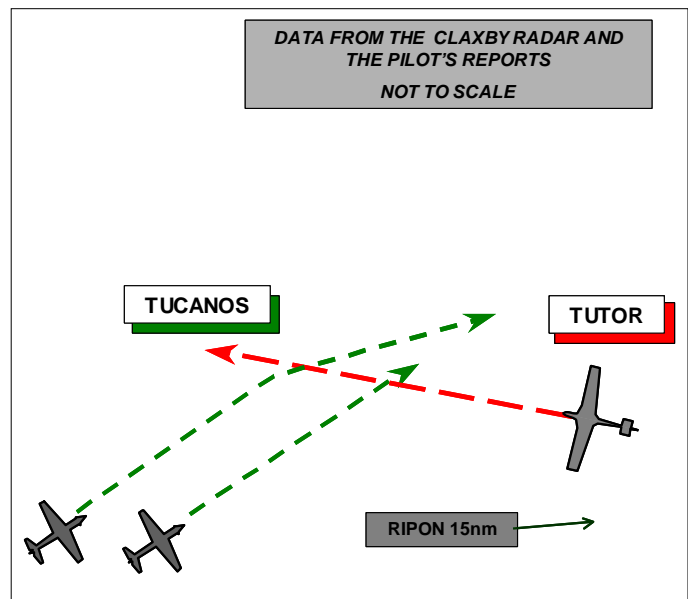 DATA FROM THE CLAXBY RADAR AND
THE PILOT'S REPORTS
NOT TO SCALE
TUCANOS
TUTOR
RIPON 15nm